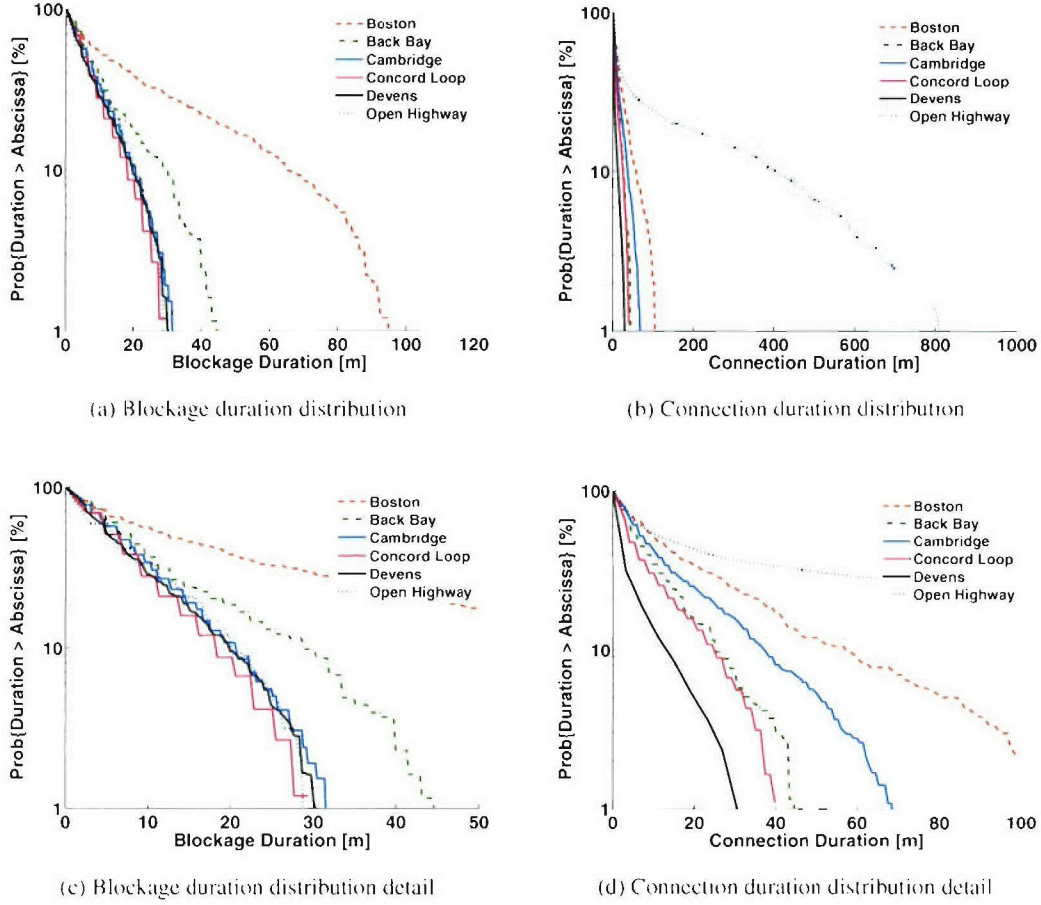 100
10
1
Prob{Duration > Abscissa} [%]
Boston
Back Bay
Cambridge
Concord Loop
Devens
Open Highway
0 20 40 60 80 100 120
Blockage Duration [m]
(a) Blockage duration distribution
100
10
1
Prob{Duration > Abscissa} [%]
Boston
Back Bay
Cambridge
Concord Loop
Devens
Open Highway
0 200 400 600 800 1000
Connection Duration [m]
(b) Connection duration distribution
100
10
1
Prob{Duration > Abscissa} [%]
Boston
Back Bay
Cambridge
Concord Loop
Devens
Open Highway
0 10 20 30 40 50
Blockage Duration [m]
(c) Blockage duration distribution detail
100
10
1
Prob{Duration > Abscissa} [%]
Boston
Back Bay
Cambridge
Concord Loop
Devens
Open Highway
0 20 40 60 80 100
Connection Duration [m]
(d) Connection duration distribution detail